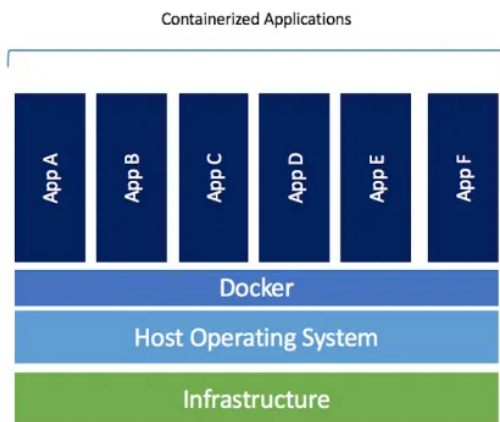 Containerized Applications
App A
App B
App C
App D
App E
App F
Docker
Host Operating System
Infrastructure